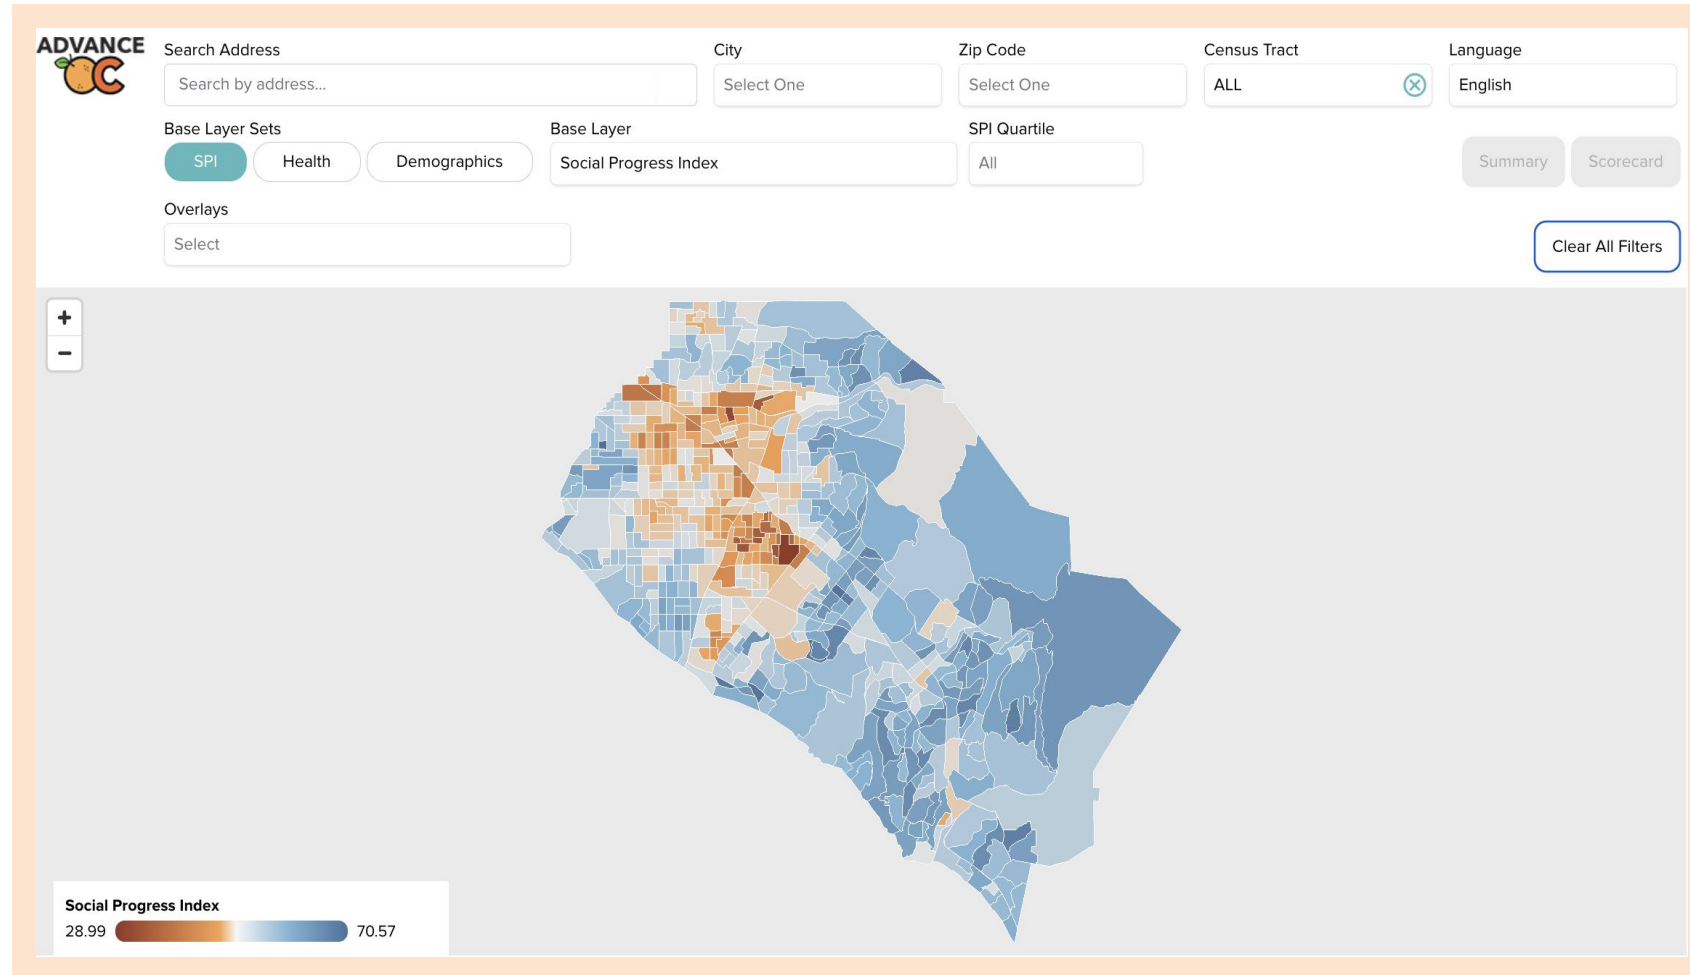 ADVANCE
OC
Search Address
Search by address...
City
Select One
Zip Code
Select One
Census Tract
ALL
Language
English
Base Layer Sets
SPI
Health
Demographics
Base Layer
Social Progress Index
SPI Quartile
All
Summary
Scorecard
Overlays
Select
Clear All Filters
+
−
Social Progress Index
28.99
70.57